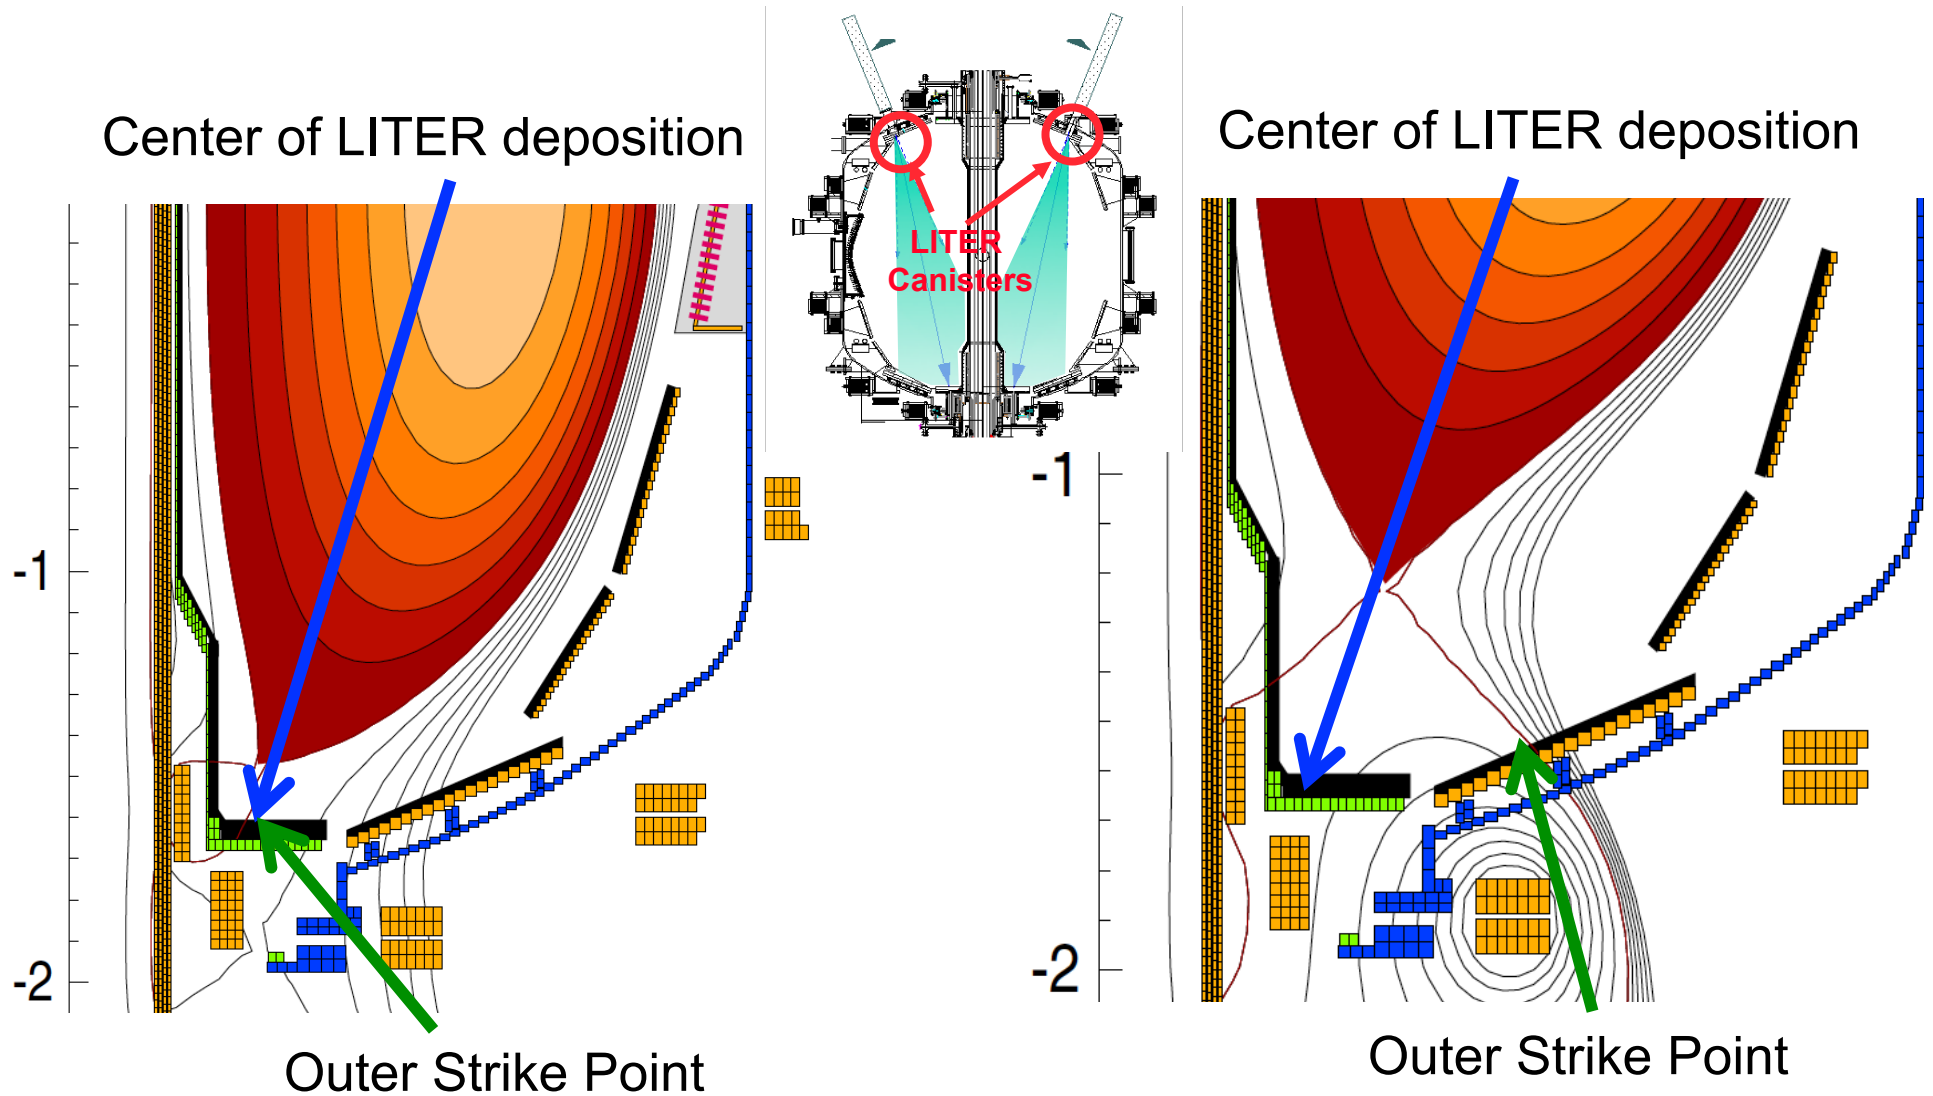 Center of LITER deposition
Center of LITER deposition
LITER
Canisters
-1
-1
-2
-2
Outer Strike Point
Outer Strike Point